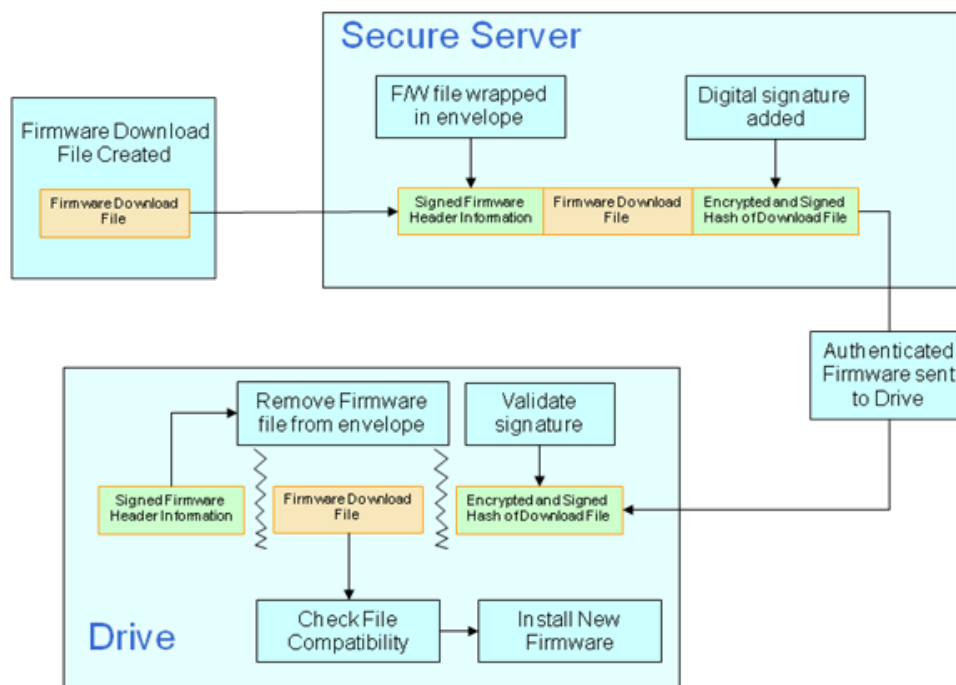 Secure Server
F/W file wrapped
in envelope
Digital signature
added
Firmware Download
File Created
Firmware Download
File
Signed Firmware
Header Information
Firmware Download
File
Encrypted and Signed
Hash of Download File
Authenticated
Firmware sent
to Drive
Remove Firmware
file from envelope
Validate
signature
Signed Firmware
Header Information
Firmware Download
File
Encrypted and Signed
Hash of Download File
Check File
Compatibility
Install New
Firmware
Drive